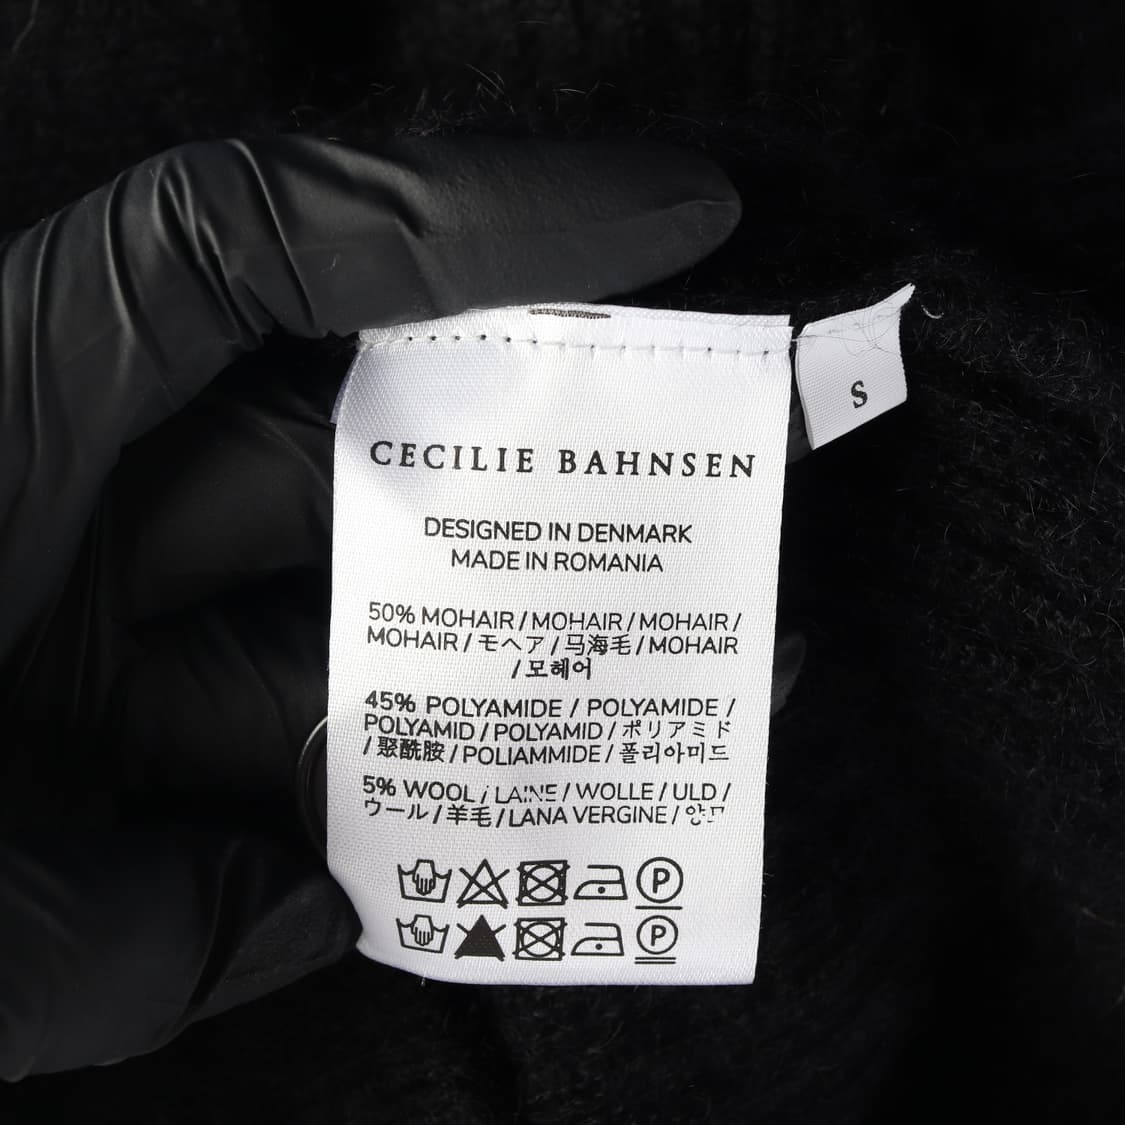 CECILIE BAHNSEN
S
DESIGNED IN DENMARK
MADE IN ROMANIA
50% MOHAIR / MOHAIR / MOHAIR /
MOHAIR / モヘア / 马海毛 / MOHAIR
/ 모헤어
45% POLYAMIDE / POLYAMIDE /
POLYAMID / POLYAMID / ポリアミド
/ 聚酰胺 / POLIAMMIDE / 폴리아미드
5% WOOL / LAINE / WOLLE / ULD /
ウール / 羊毛 / LANA VERGINE /
P
P